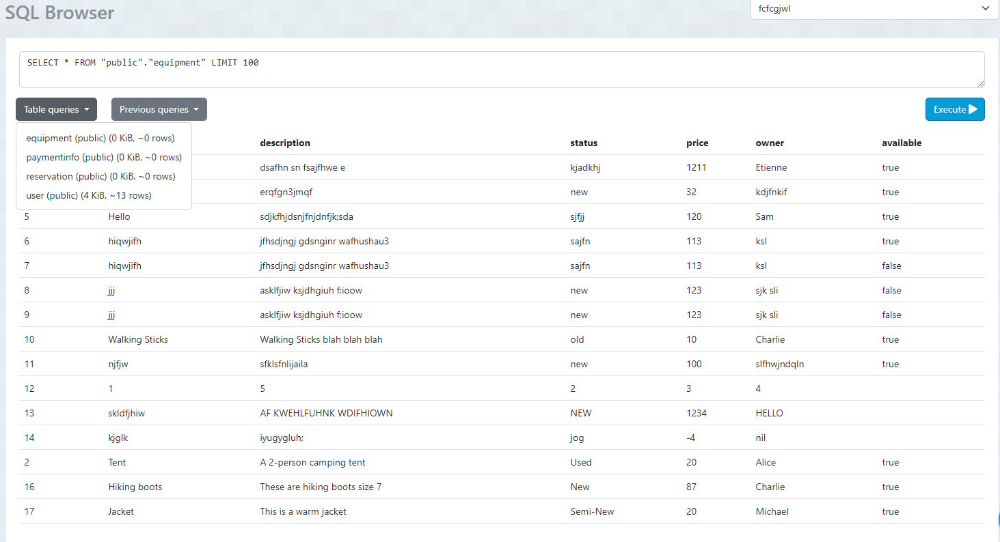 SQL Browser
fcfcgjwl
SELECT * FROM "public"."equipment" LIMIT 100
Table queries Previous queries Execute
equipment (public) (0 KiB, ~0 rows)
paymentinfo (public) (0 KiB, ~0 rows)
reservation (public) (0 KiB, ~0 rows)
user (public) (4 KiB, ~13 rows)
description status price owner available
dsafhn sn fsajfhwe e kjadkhj 1211 Etienne true
erqfgn3jmqf new 32 kdjfnkif true
5 Hello sdjkfhjdsnjfnjdnfjk;sda sjfjj 120 Sam true
6 hiqwjifh jfhsdjngj gdsnginr wafhushau3 sajfn 113 ksl true
7 hiqwjifh jfhsdjngj gdsnginr wafhushau3 sajfn 113 ksl false
8 jjj asklfjiw ksjdhgiuh f;ioow new 123 sjk sli false
9 jjj asklfjiw ksjdhgiuh f;ioow new 123 sjk sli false
10 Walking Sticks Walking Sticks blah blah blah old 10 Charlie true
11 njfjw sfklsfnlijaila new 100 slfhwjndqln true
12 1 5 2 3 4
13 skldfjhiw AF KWEHLFUHNK WDIFHIOWN NEW 1234 HELLO
14 kjglk iyugygluh; jog -4 nil
2 Tent A 2-person camping tent Used 20 Alice true
16 Hiking boots These are hiking boots size 7 New 87 Charlie true
17 Jacket This is a warm jacket Semi-New 20 Michael true